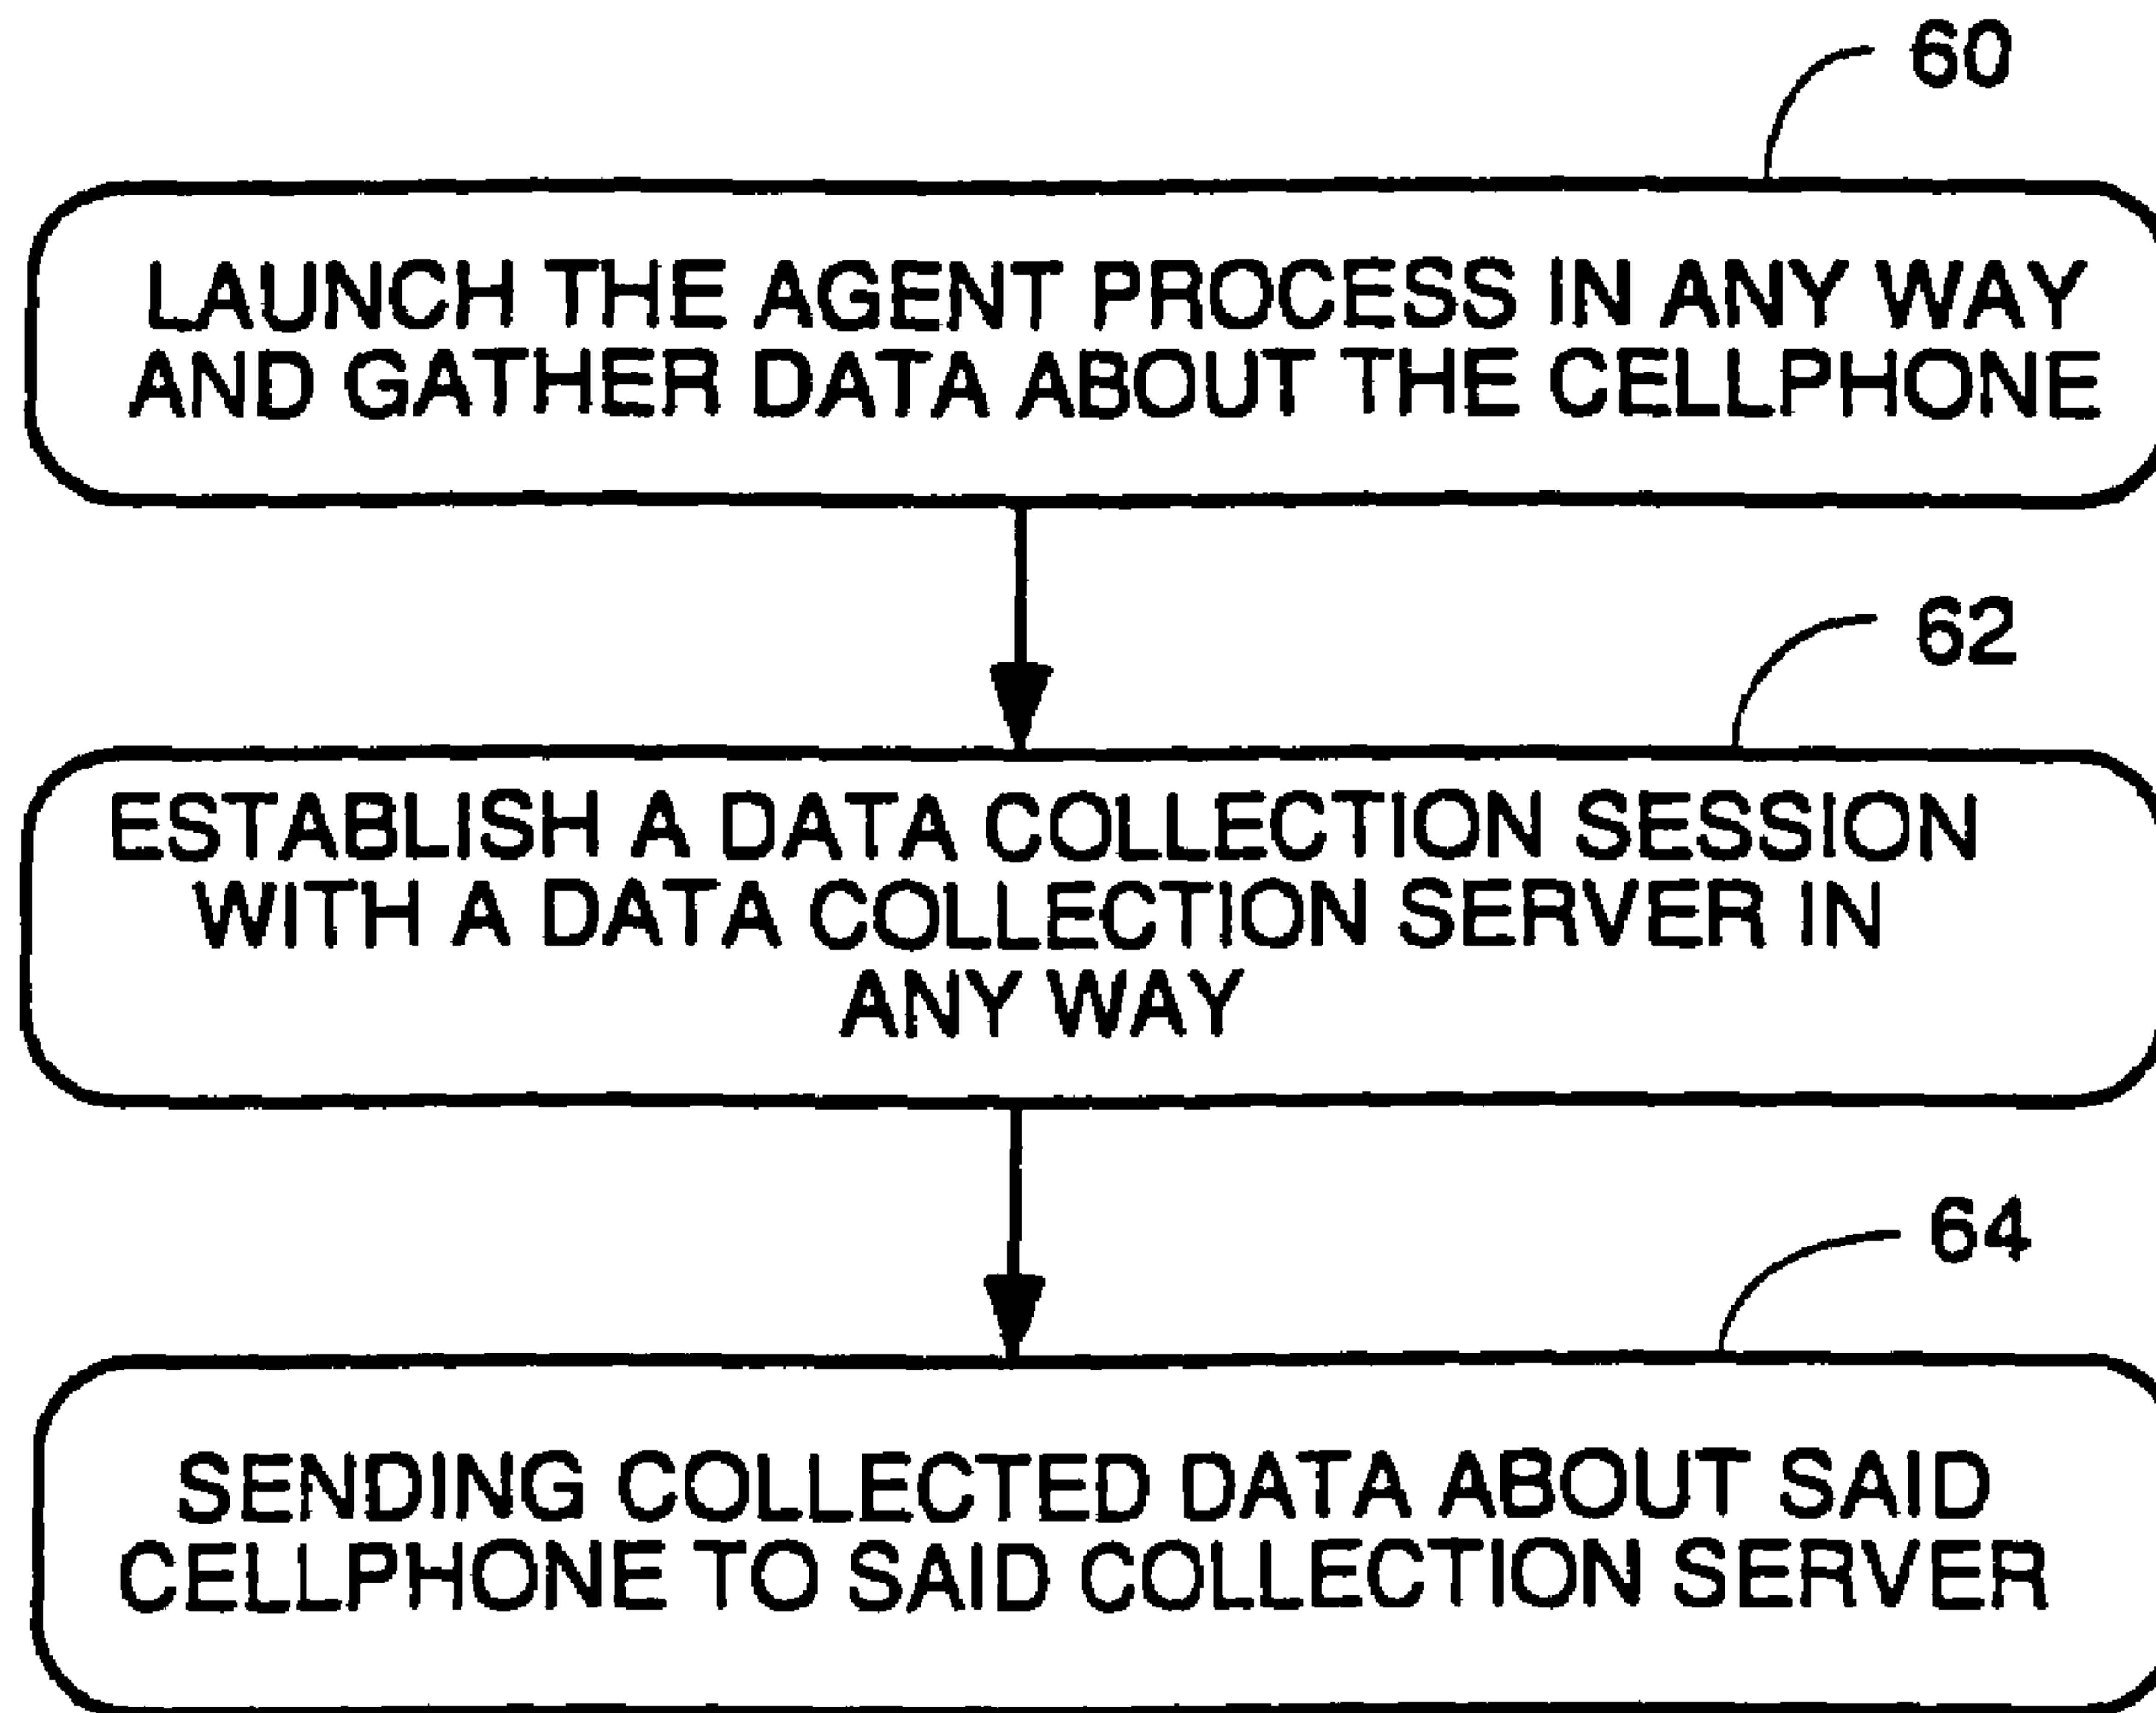 60
LAUNCH THE AGENT PROCESS IN ANY WAY
AND GATHER DATA ABOUT THE CELLPHONE
62
ESTABLISH A DATA COLLECTION SESSION
WITH A DATA COLLECTION SERVER IN
ANY WAY
64
SENDING COLLECTED DATA ABOUT SAID
CELLPHONE TO SAID COLLECTION SERVER